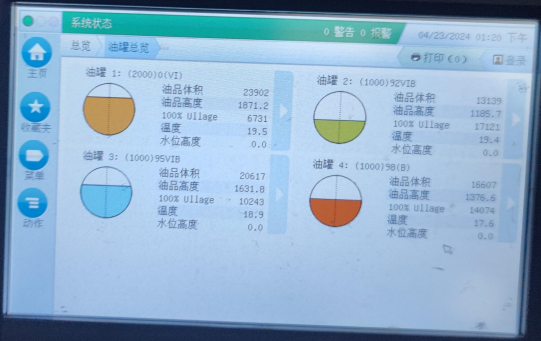 系统状态
0 警告 0 报警
04/23/2024 01:20 下午
总览
油罐总览
打印(0)
登录
主页
收藏夹
菜单
动作
油罐 1: (2000)0(VI)
油品体积 23902
油品高度 1871.2
100% Ullage 6731
温度 19.5
水位高度 0.0
油罐 2: (1000)92VIB
油品体积 13139
油品高度 1185.7
100% Ullage 17121
温度 19.4
水位高度 0.0
油罐 3: (1000)95VIB
油品体积 20617
油品高度 1631.8
100% Ullage 10243
温度 18.9
水位高度 0.0
油罐 4: (1000)98(B)
油品体积 16607
油品高度 1376.6
100% Ullage 14074
温度 17.6
水位高度 0.0